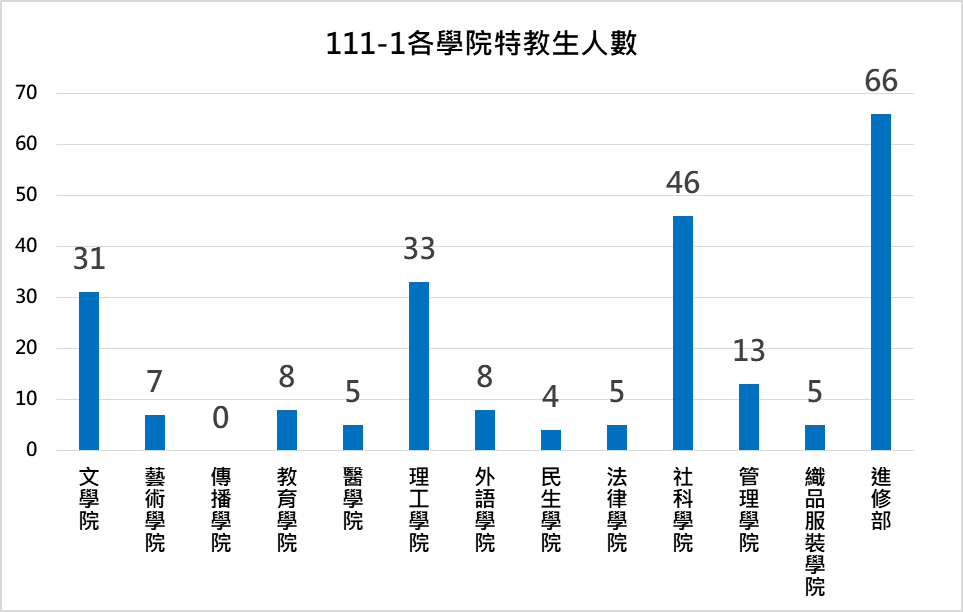 111-1各學院特教生人數
70
60
50
40
30
20
10
0
31
7
0
8
5
33
8
4
5
46
13
5
66
文學院
藝術學院
傳播學院
教育學院
醫學院
理工學院
外語學院
民生學院
法律學院
社科學院
管理學院
織品服裝學院
進修部